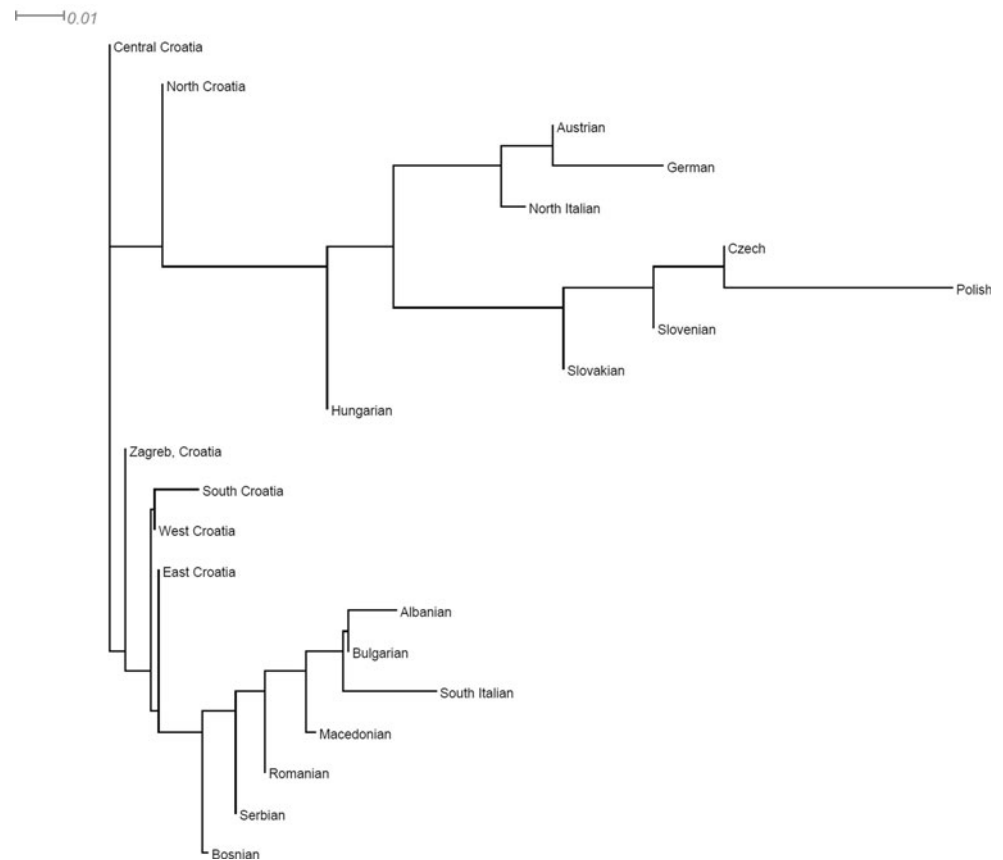 0.01
Central Croatia
North Croatia
Austrian
German
North Italian
Czech
Polish
Slovenian
Slovakian
Hungarian
Zagreb, Croatia
South Croatia
West Croatia
East Croatia
Albanian
Bulgarian
South Italian
Macedonian
Romanian
Serbian
Bosnian